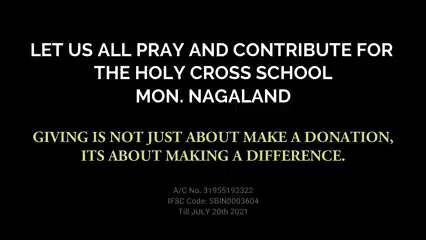 LET US ALL PRAY AND CONTRIBUTE FOR
THE HOLY CROSS SCHOOL
MON. NAGALAND
GIVING IS NOT JUST ABOUT MAKE A DONATION,
ITS ABOUT MAKING A DIFFERENCE.
A/C No. 31955192322
IFSC Code: SBIN0003604
Till JULY 20th 2021